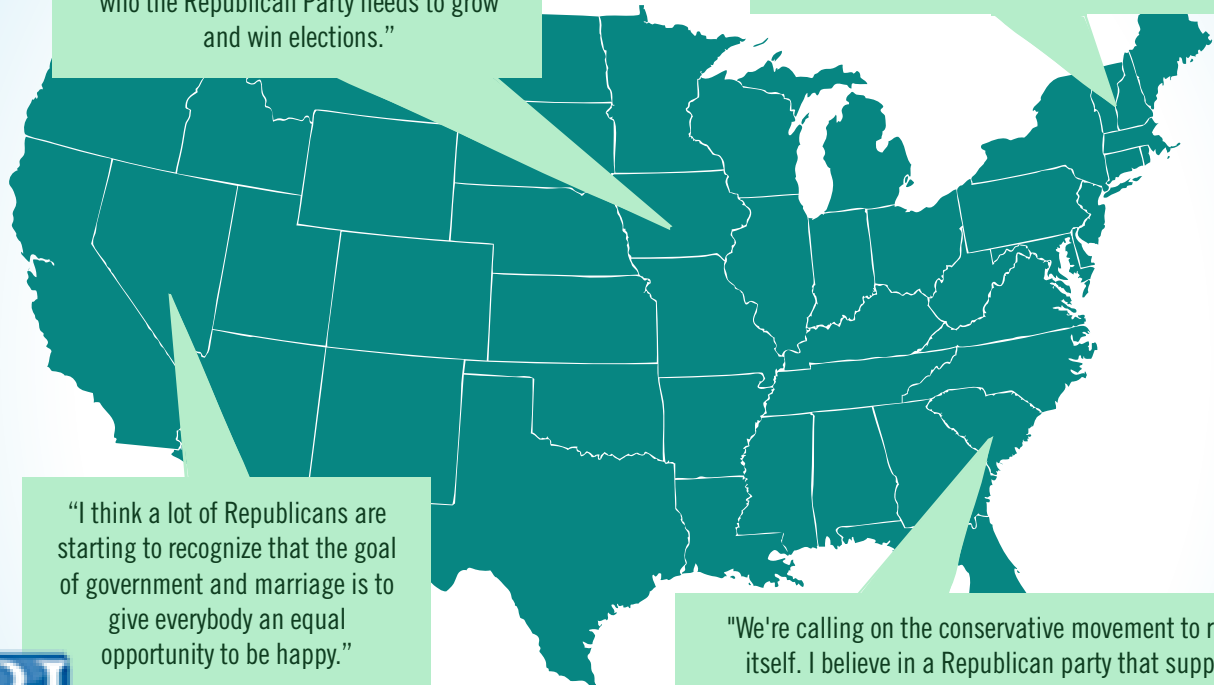 who the Republican Party needs to grow
and win elections.”
“I think a lot of Republicans are
starting to recognize that the goal
of government and marriage is to
give everybody an equal
opportunity to be happy.”
"We're calling on the conservative movement to
itself. I believe in a Republican party that